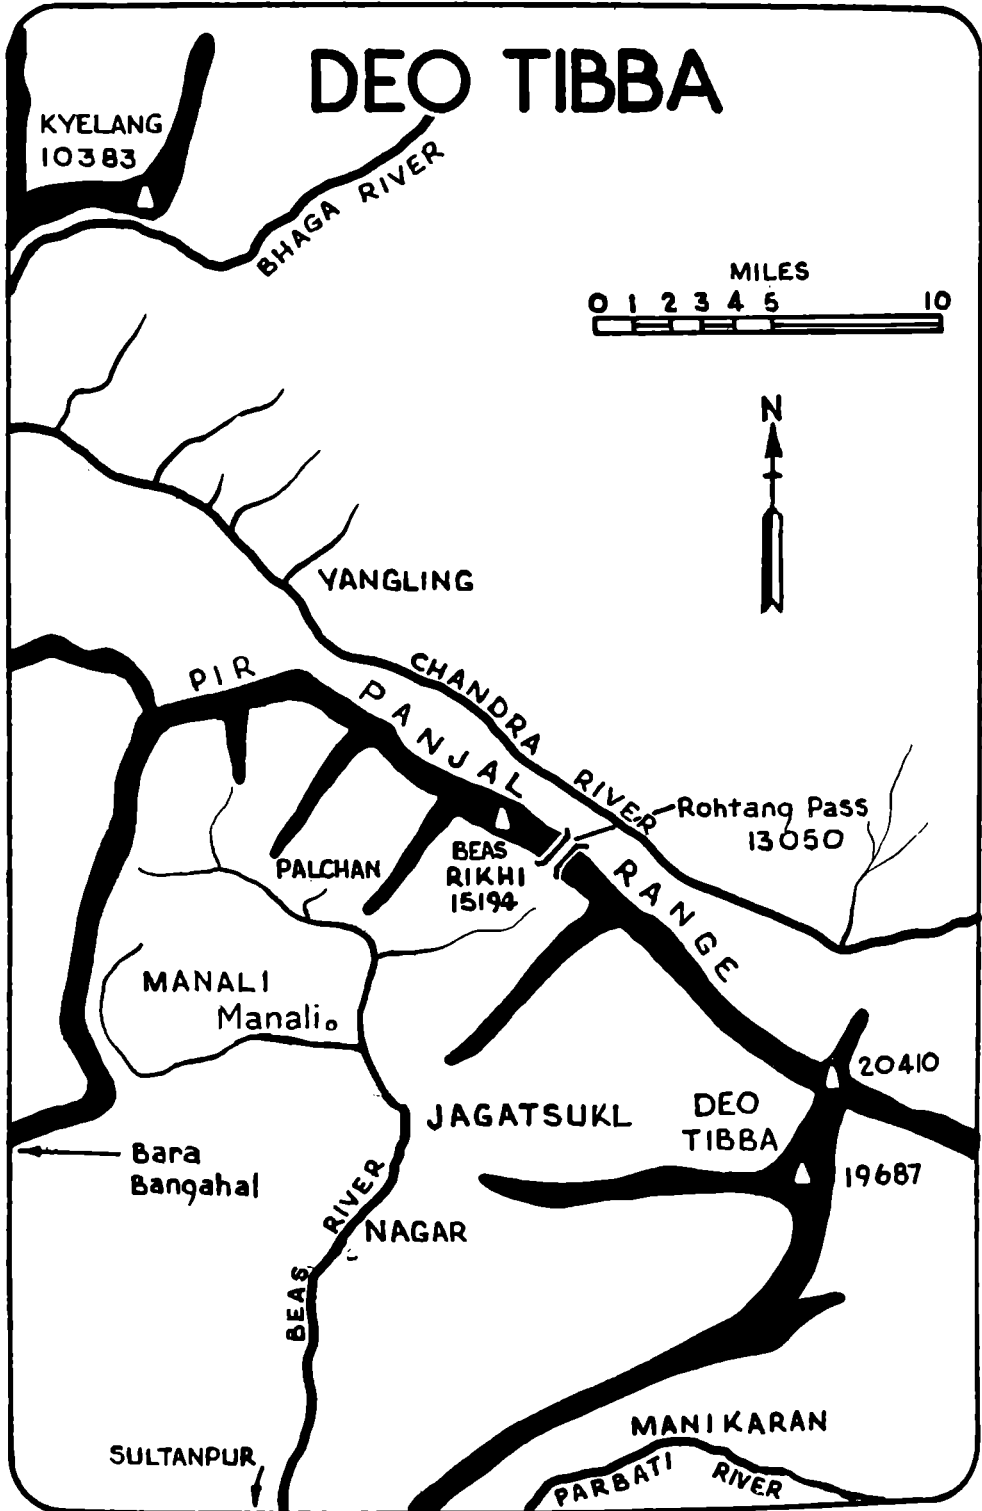 DEO TIBBA
KYELANG
10383
BHAGA RIVER
MILES
0 1 2 3 4 5 10
N
YANGLING
PIR PANJAL RANGE
CHANDRA RIVER
Rohtang Pass
13050
BEAS
RIKHI
15194
PALCHAN
MANALI
Manali
20410
DEO
TIBBA
19687
JAGATSUKL
Bara
Bangahal
BEAS RIVER
NAGAR
MANIKARAN
SULTANPUR
PARBATI RIVER